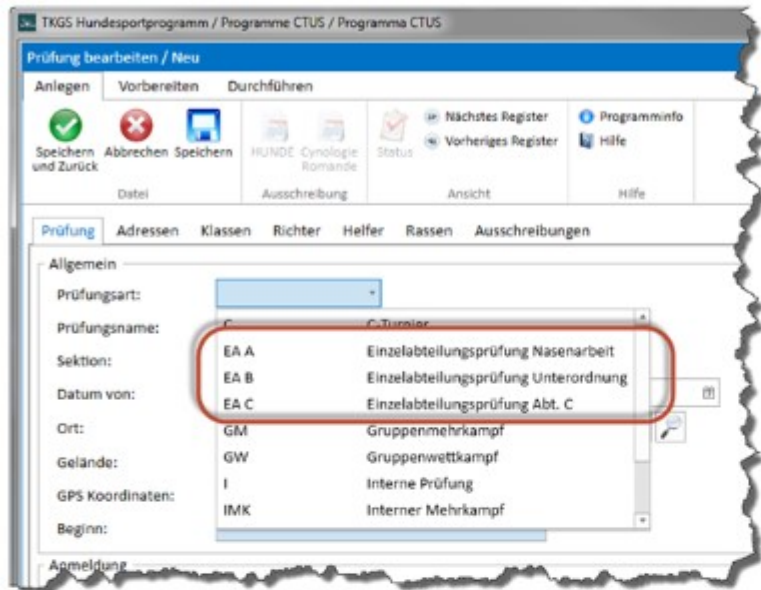 TKGS Hundesportprogramm / Programme CTUS / Programma CTUS
Prüfung bearbeiten / Neu
Anlegen Vorbereiten Durchführen
Speichern und Zurück
Abbrechen
Speichern
HUNDE
Cynologie Romande
Status
Nächstes Register
Vorheriges Register
Programminfo
Hilfe
Datei Ausschreibung Ansicht Hilfe
Prüfung Adressen Klassen Richter Helfer Rassen Ausschreibungen
Allgemein
Prüfungsart:
Prüfungsname: C C-Turnier
Sektion: EA A Einzelabteilungsprüfung Nasenarbeit
EA B Einzelabteilungsprüfung Unterordnung
Datum von: EA C Einzelabteilungsprüfung Abt. C
Ort: GM Gruppenmehrkampf
Gelände: GW Gruppenwettkampf
GPS Koordinaten: I Interne Prüfung
IMK Interner Mehrkampf
Beginn:
Anmeldung